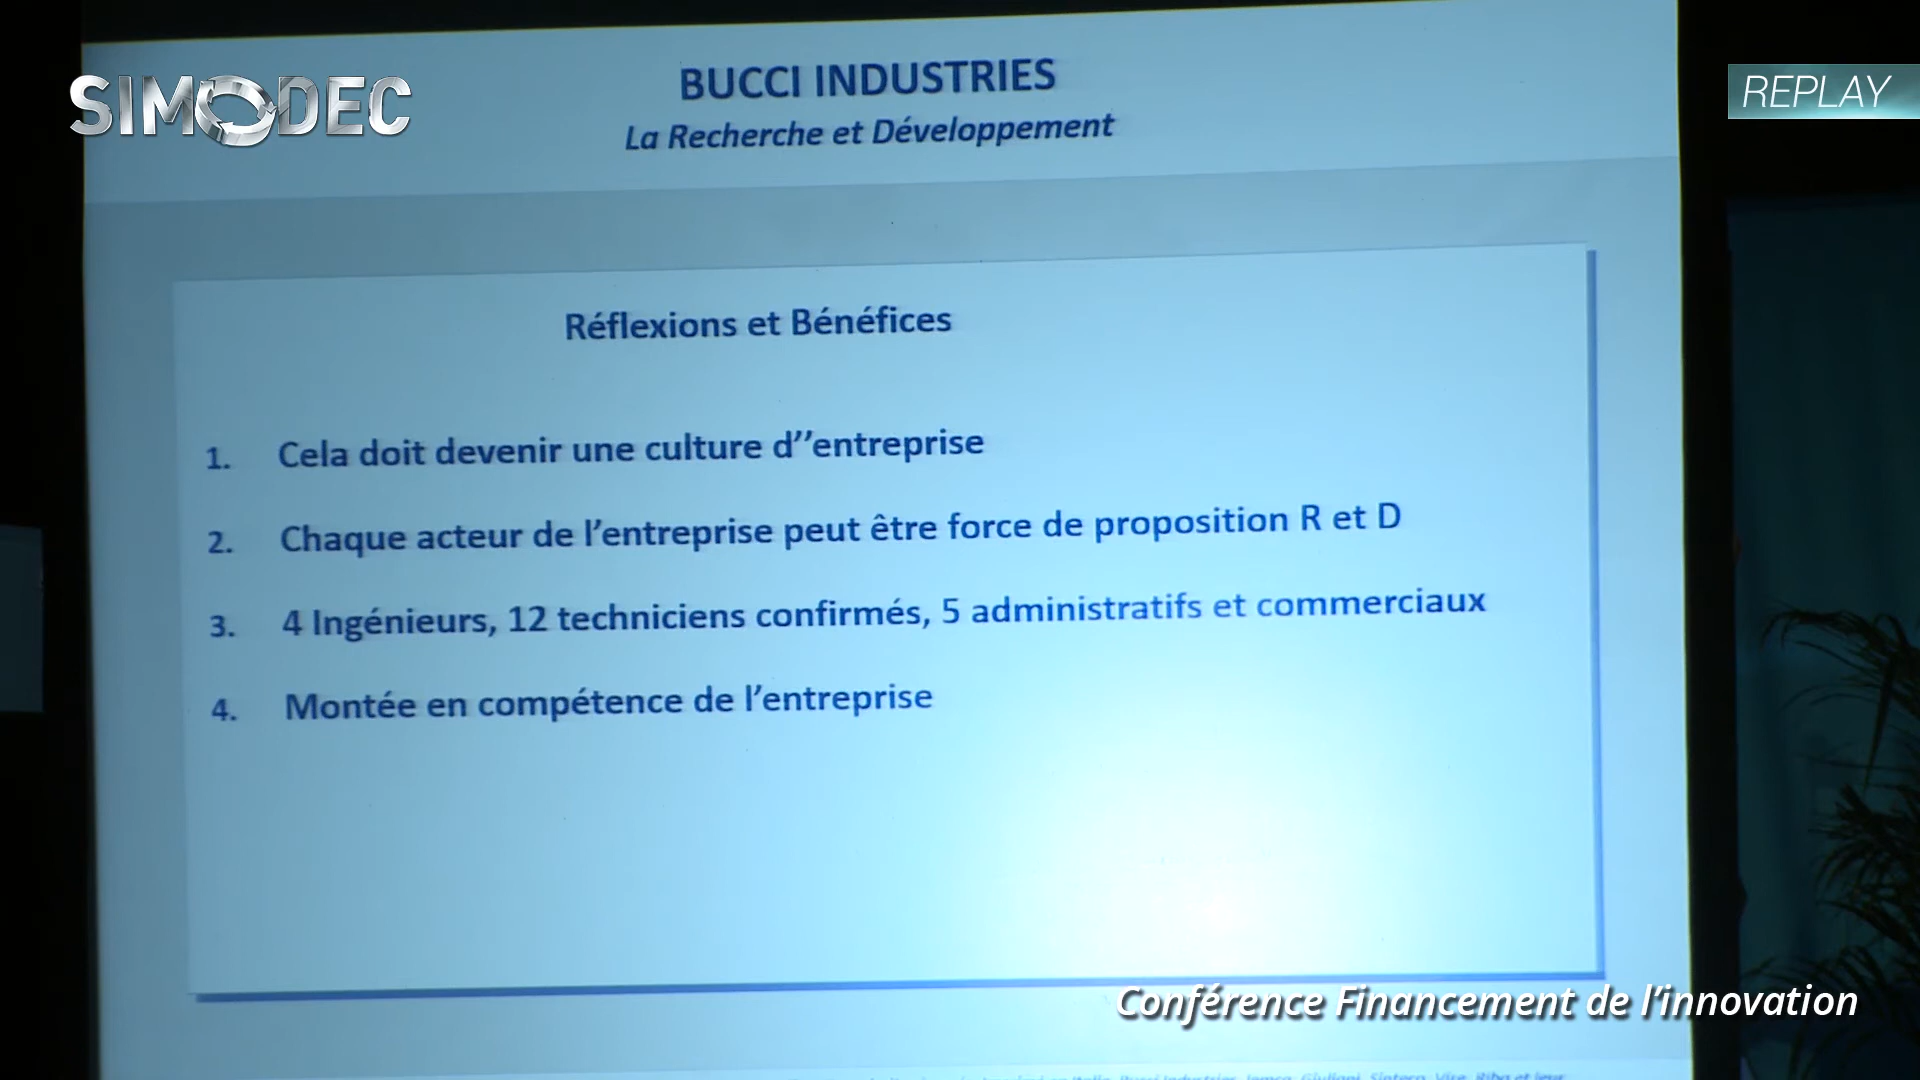 SIMODEC
REPLAY
BUCCI INDUSTRIES
La Recherche et Développement
Réflexions et Bénéfices
1. Cela doit devenir une culture d’’entreprise
2. Chaque acteur de l’entreprise peut être force de proposition R et D
3. 4 Ingénieurs, 12 techniciens confirmés, 5 administratifs et commerciaux
4. Montée en compétence de l’entreprise
Conférence Financement de l’innovation